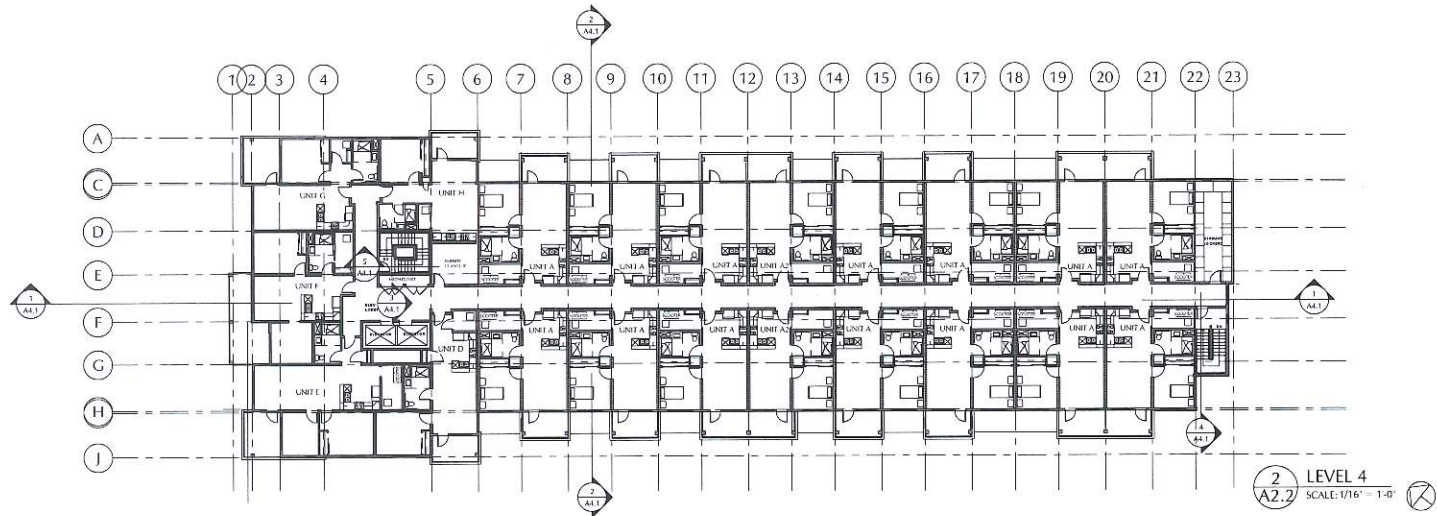 2
A4.1
1 2 3 4 5 6 7 8 9 10 11 12 13 14 15 16 17 18 19 20 21 22 23
A
C
D
E
F
G
H
J
UNIT G
UNIT H
5
A4.1
UNIT A UNIT A UNIT A UNIT A2 UNIT A UNIT A UNIT A UNIT A
UNIT F
1
A4.1
3
A4.1
1
A4.1
UNIT A UNIT A UNIT A UNIT A2 UNIT A UNIT A UNIT A UNIT A
UNIT D
UNIT E
4
A4.1
2
A4.1
2
A2.2
LEVEL 4
SCALE: 1/16" = 1'-0"